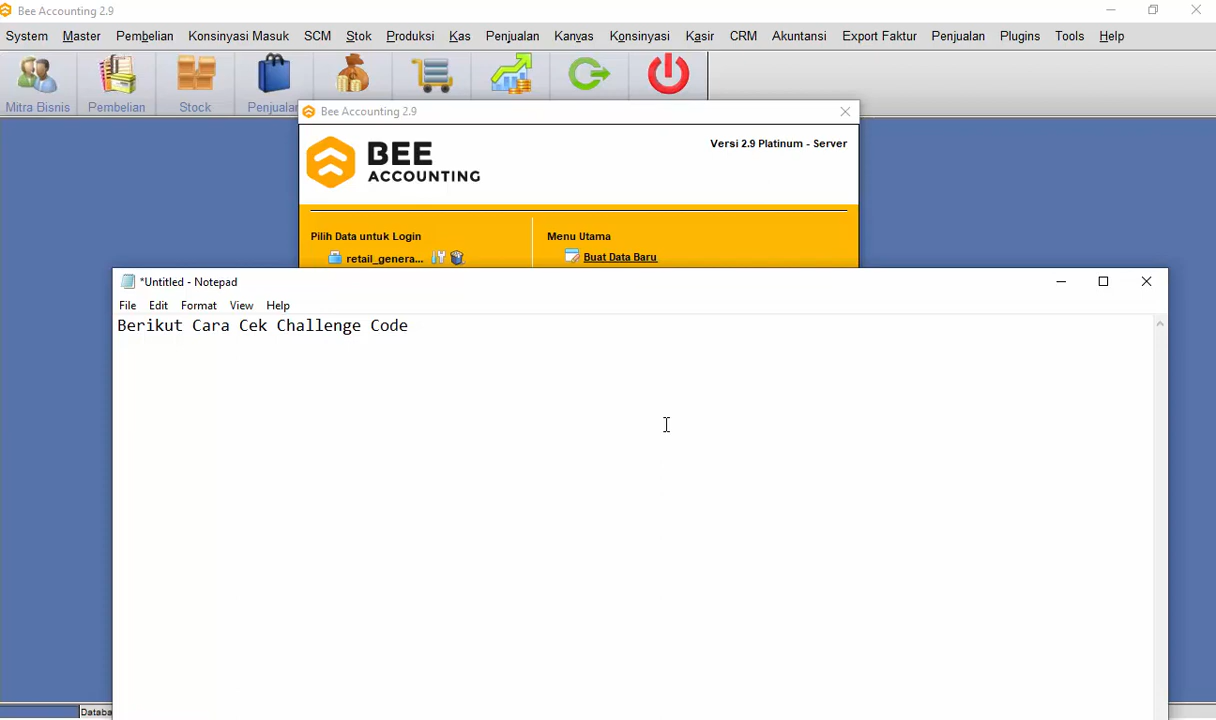 Bee Accounting 2.9
System Master Pembelian Konsinyasi Masuk SCM Stok Produksi Kas Penjualan Kanvas Konsinyasi Kasir CRM Akuntansi Export Faktur Penjualan Plugins Tools Help
Mitra Bisnis Pembelian Stock Penjualan
Bee Accounting 2.9
BEE
ACCOUNTING
Versi 2.9 Platinum - Server
Pilih Data untuk Login
retail_genera...
Menu Utama
Buat Data Baru
*Untitled - Notepad
File Edit Format View Help
Berikut Cara Cek Challenge Code
Databa